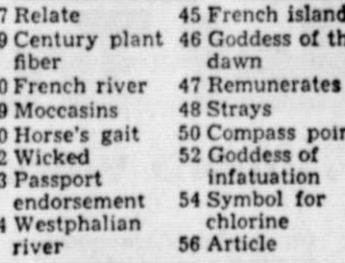 7 Relate
9 Century plant
fiber
0 French river
9 Moccasins
0 Horse's gait
2 Wicked
3 Passport
endorsement
4 Westphalian
river
45 French island
46 Goddess of th
dawn
47 Remunerates
48 Strays
50 Compass poin
52 Goddess of
infatuation
54 Symbol for
chlorine
56 Article